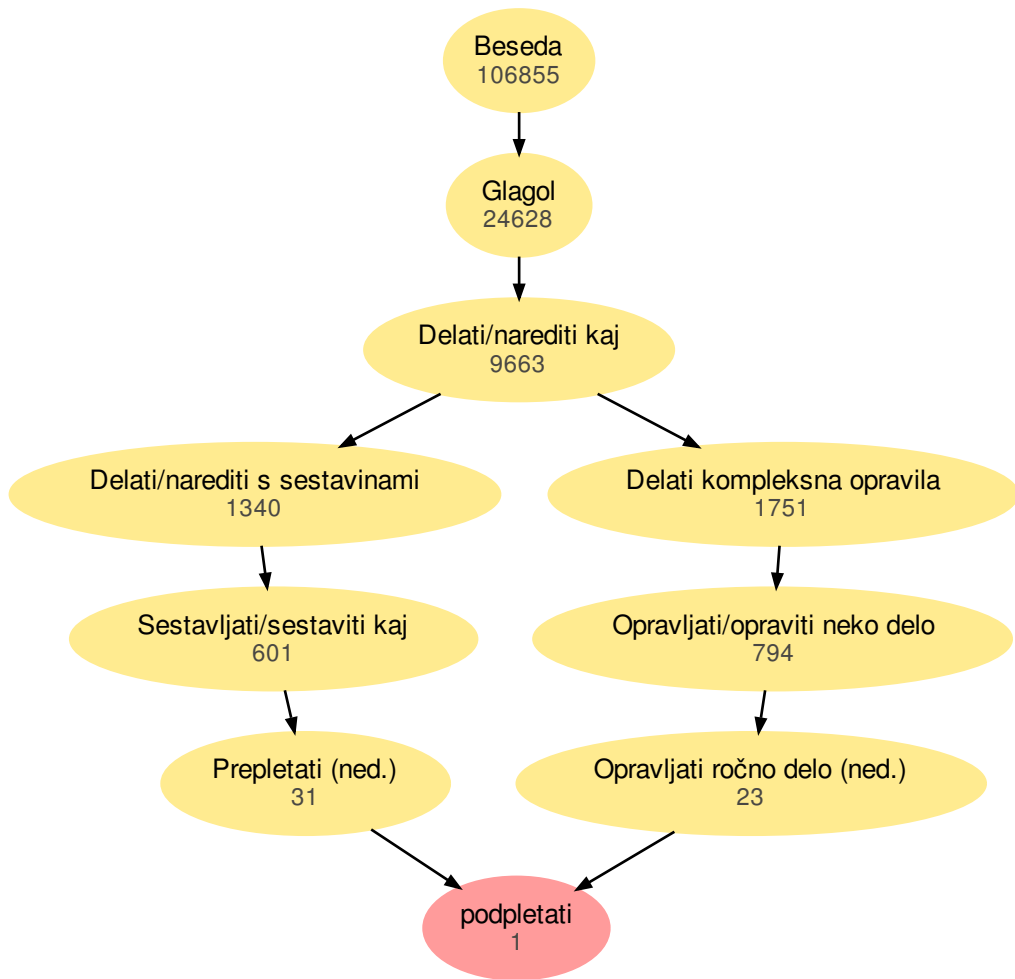 Beseda
106855
Glagol
24628
Delati/narediti kaj
9663
Delati/narediti s sestavinami
1340
Delati kompleksna opravila
1751
Sestavljati/sestaviti kaj
601
Opravljati/opraviti neko delo
794
Prepletati (ned.)
31
Opravljati ročno delo (ned.)
23
podpletati
1